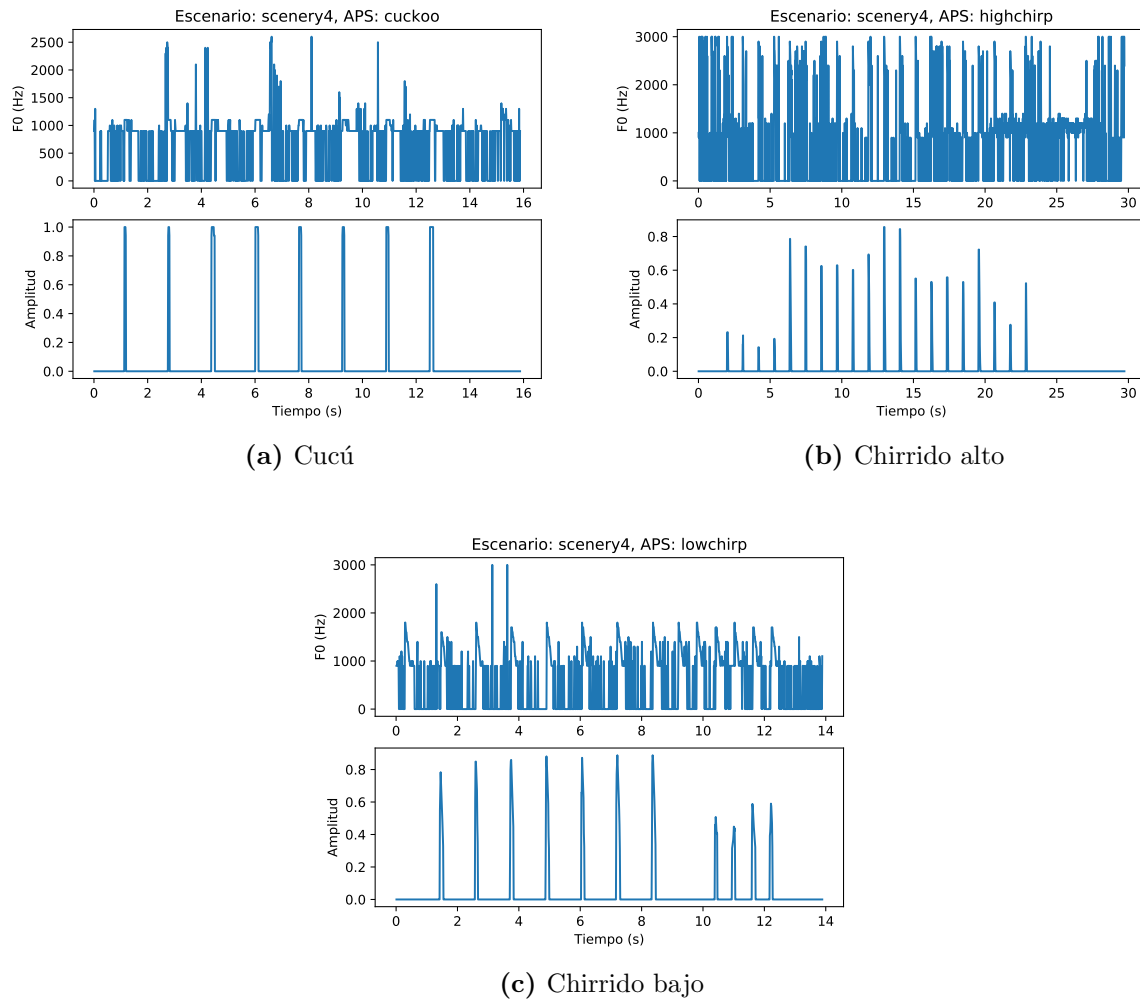 Escenario: scenery4, APS: cuckoo
F0 (Hz)
2500
2000
1500
1000
500
0
0 2 4 6 8 10 12 14 16
Amplitud
1.0
0.8
0.6
0.4
0.2
0.0
0 2 4 6 8 10 12 14 16
Tiempo (s)
(a) Cucú
Escenario: scenery4, APS: highchirp
F0 (Hz)
3000
2000
1000
0
0 5 10 15 20 25 30
Amplitud
0.8
0.6
0.4
0.2
0.0
0 5 10 15 20 25 30
Tiempo (s)
(b) Chirrido alto
Escenario: scenery4, APS: lowchirp
F0 (Hz)
3000
2000
1000
0
0 2 4 6 8 10 12 14
Amplitud
0.8
0.6
0.4
0.2
0.0
0 2 4 6 8 10 12 14
Tiempo (s)
(c) Chirrido bajo